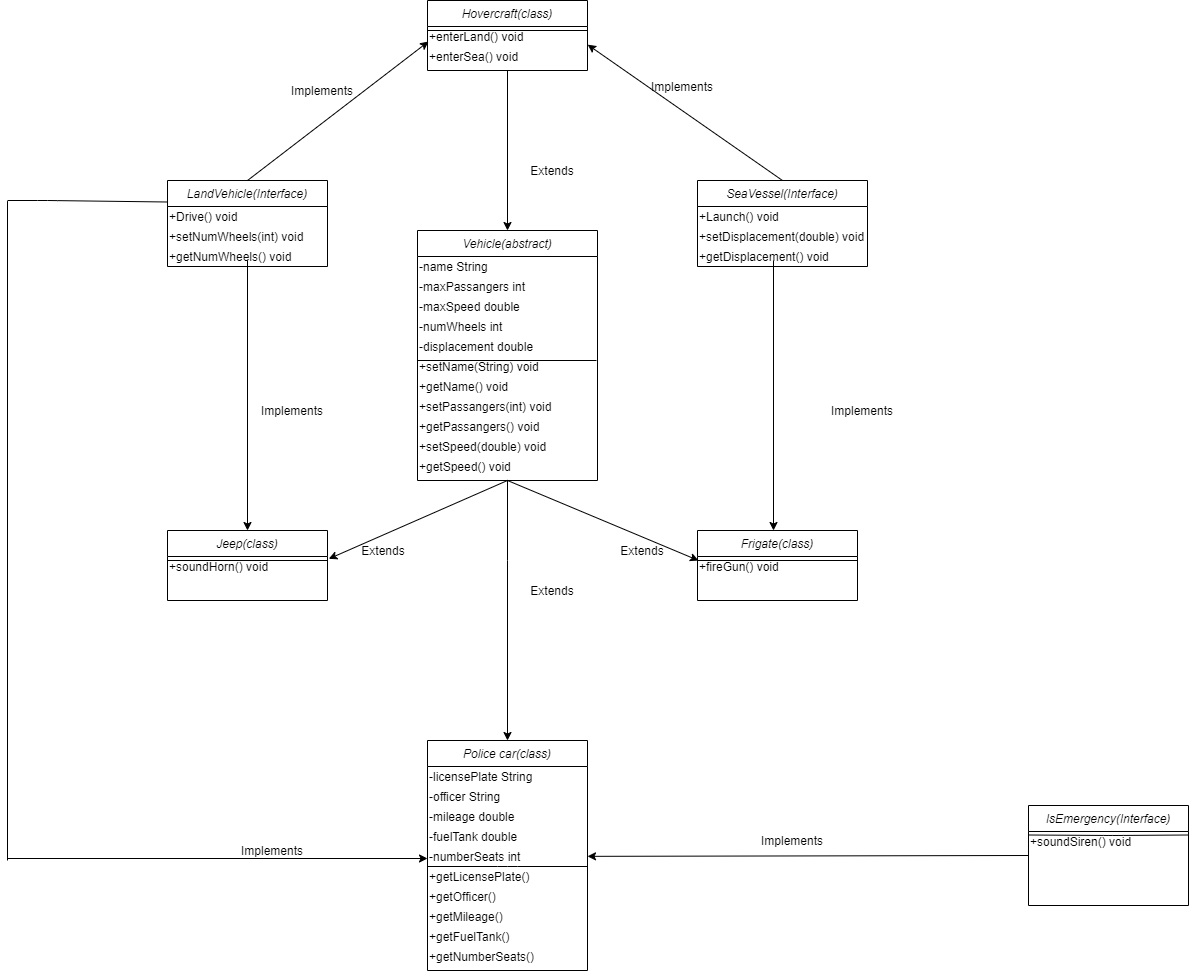 Hovercraft(class)
+enterLand() void
+enterSea() void
Implements
Implements
Extends
LandVehicle(Interface)
+Drive() void
+setNumWheels(int) void
+getNumWheels() void
SeaVessel(Interface)
+Launch() void
+setDisplacement(double) void
+getDisplacement() void
Vehicle(abstract)
-name String
-maxPassangers int
-maxSpeed double
-numWheels int
-displacement double
+setName(String) void
+getName() void
+setPassangers(int) void
+getPassangers() void
+setSpeed(double) void
+getSpeed() void
Implements
Implements
Jeep(class)
+soundHorn() void
Extends
Extends
Frigate(class)
+fireGun() void
Extends
Police car(class)
-licensePlate String
-officer String
-mileage double
-fuelTank double
-numberSeats int
+getLicensePlate()
+getOfficer()
+getMileage()
+getFuelTank()
+getNumberSeats()
Implements
Implements
IsEmergency(Interface)
+soundSiren() void